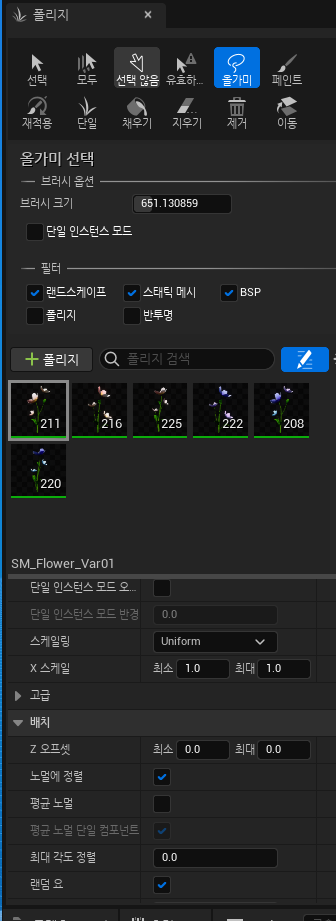 폴리지 ×
선택 모두 선택 않음 유효하... 올가미 페인트
재적용 단일 채우기 지우기 제거 이동
올가미 선택
브러시 옵션
브러시 크기 651.130859
단일 인스턴스 모드
필터
랜드스케이프 스태틱 메시 BSP
폴리지 반투명
+ 폴리지 폴리지 검색
211 216 225 222 208
220
SM_Flower_Var01
단일 인스턴스 모드 오...
단일 인스턴스 모드 반경 0.0
스케일링 Uniform
X 스케일 최소 1.0 최대 1.0
고급
배치
Z 오프셋 최소 0.0 최대 0.0
노멀에 정렬
평균 노멀
평균 노멀 단일 컴포넌트
최대 각도 정렬 0.0
랜덤 요